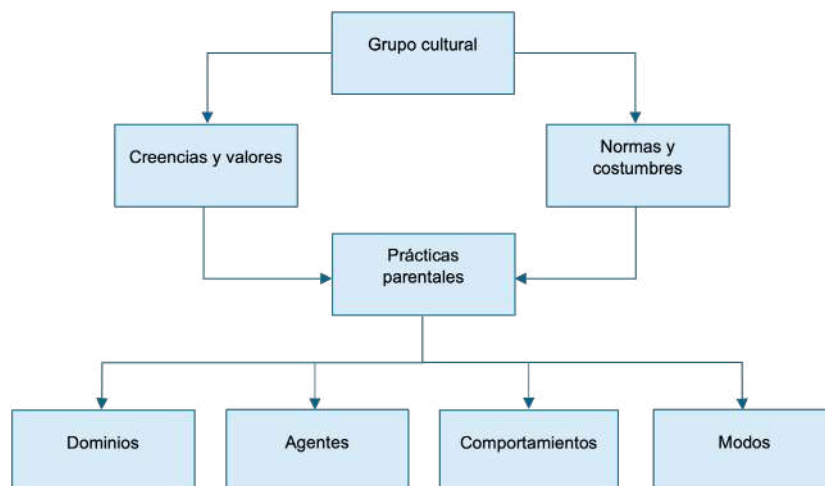 Grupo cultural
Creencias y valores
Normas y
costumbres
Prácticas
parentales
Dominios
Agentes
Comportamientos
Modos